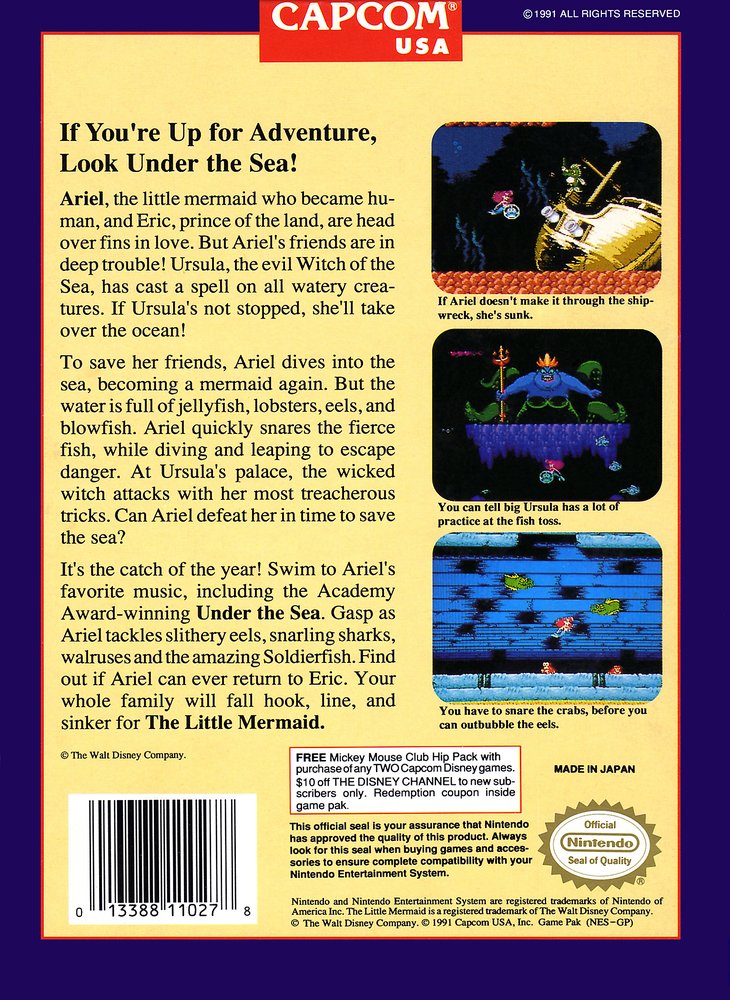 CAPCOM®
USA
© 1991 ALL RIGHTS RESERVED
If You're Up for Adventure,
Look Under the Sea!
Ariel, the little mermaid who became hu-
man, and Eric, prince of the land, are head
over fins in love. But Ariel's friends are in
deep trouble! Ursula, the evil Witch of the
Sea, has cast a spell on all watery crea-
tures. If Ursula's not stopped, she'll take
over the ocean!
To save her friends, Ariel dives into the
sea, becoming a mermaid again. But the
water is full of jellyfish, lobsters, eels, and
blowfish. Ariel quickly snares the fierce
fish, while diving and leaping to escape
danger. At Ursula's palace, the wicked
witch attacks with her most treacherous
tricks. Can Ariel defeat her in time to save
the sea?
It's the catch of the year! Swim to Ariel's
favorite music, including the Academy
Award-winning Under the Sea. Gasp as
Ariel tackles slithery eels, snarling sharks,
walruses and the amazing Soldierfish. Find
out if Ariel can ever return to Eric. Your
whole family will fall hook, line, and
sinker for The Little Mermaid.
© The Walt Disney Company.
If Ariel doesn't make it through the ship-
wreck, she's sunk.
You can tell big Ursula has a lot of
practice at the fish toss.
You have to snare the crabs, before you
can outbubble the eels.
FREE Mickey Mouse Club Hip Pack with
purchase of any TWO Capcom Disney games.
$10 off THE DISNEY CHANNEL to new sub-
scribers only. Redemption coupon inside
game pak.
MADE IN JAPAN
This official seal is your assurance that Nintendo
has approved the quality of this product. Always
look for this seal when buying games and acces-
sories to ensure complete compatibility with your
Nintendo Entertainment System.
Official
Nintendo
Seal of Quality
®
0 13388 11027 8
Nintendo and Nintendo Entertainment System are registered trademarks of Nintendo of
America Inc. The Little Mermaid is a registered trademark of The Walt Disney Company.
© The Walt Disney Company. © 1991 Capcom USA, Inc. Game Pak (NES-GP)